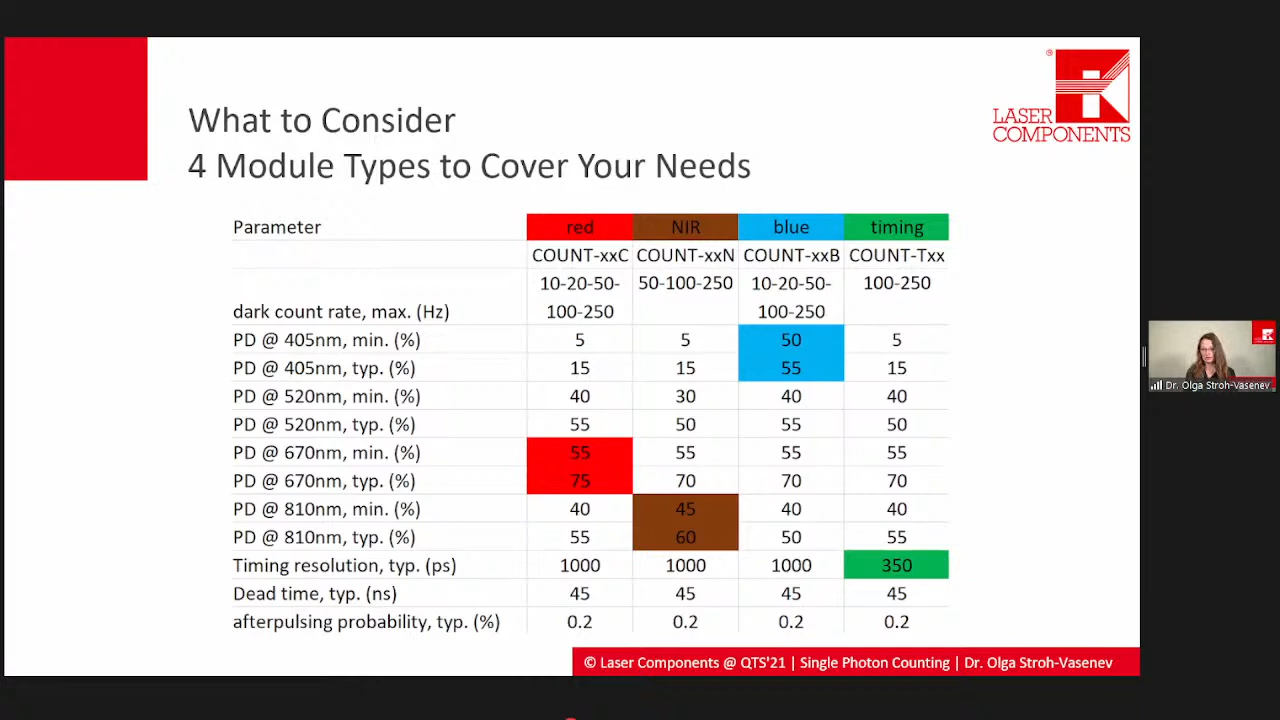 What to Consider
4 Module Types to Cover Your Needs
®
LASER
COMPONENTS
Parameter red NIR blue timing
COUNT-xxC COUNT-xxN COUNT-xxB COUNT-Txx
10-20-50- 50-100-250 10-20-50- 100-250
dark count rate, max. (Hz) 100-250 100-250
PD @ 405nm, min. (%) 5 5 50 5
PD @ 405nm, typ. (%) 15 15 55 15
PD @ 520nm, min. (%) 40 30 40 40
PD @ 520nm, typ. (%) 55 50 55 50
PD @ 670nm, min. (%) 55 55 55 55
PD @ 670nm, typ. (%) 75 70 70 70
PD @ 810nm, min. (%) 40 45 40 40
PD @ 810nm, typ. (%) 55 60 50 55
Timing resolution, typ. (ps) 1000 1000 1000 350
Dead time, typ. (ns) 45 45 45 45
afterpulsing probability, typ. (%) 0.2 0.2 0.2 0.2
Dr. Olga Stroh-Vasenev
© Laser Components @ QTS'21 | Single Photon Counting | Dr. Olga Stroh-Vasenev